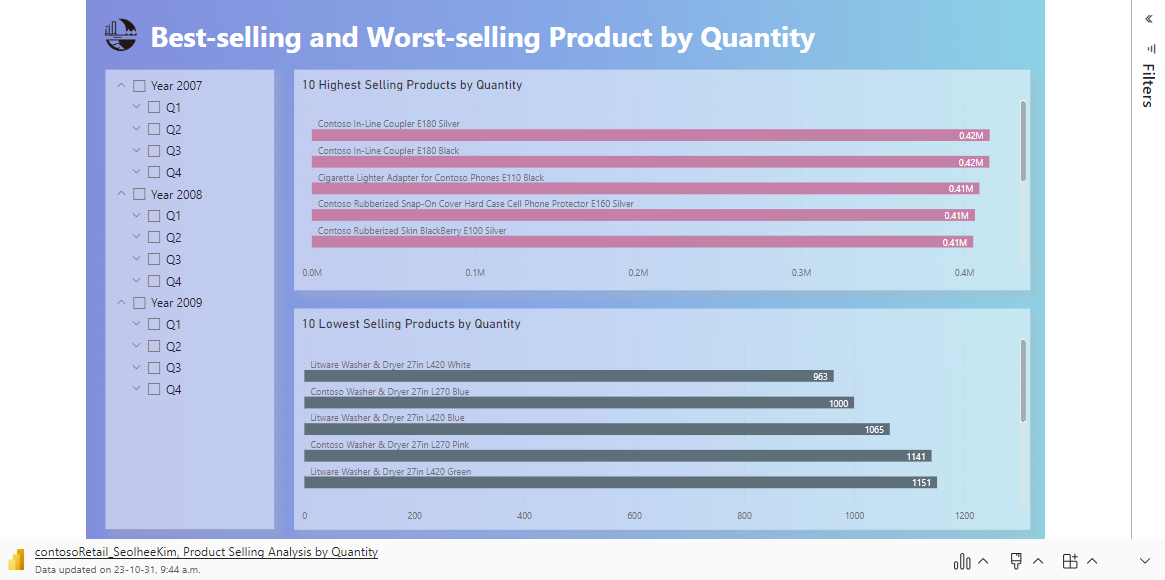 Best-selling and Worst-selling Product by Quantity
Year 2007
Q1
Q2
Q3
Q4
Year 2008
Q1
Q2
Q3
Q4
Year 2009
Q1
Q2
Q3
Q4
10 Highest Selling Products by Quantity
Contoso In-Line Coupler E180 Silver
0.42M
Contoso In-Line Coupler E180 Black
0.42M
Cigarette Lighter Adapter for Contoso Phones E110 Black
0.41M
Contoso Rubberized Snap-On Cover Hard Case Cell Phone Protector E160 Silver
0.41M
Contoso Rubberized Skin BlackBerry E100 Silver
0.41M
0.0M 0.1M 0.2M 0.3M 0.4M
10 Lowest Selling Products by Quantity
Litware Washer & Dryer 27in L420 White
963
Contoso Washer & Dryer 27in L270 Blue
1000
Litware Washer & Dryer 27in L420 Blue
1065
Contoso Washer & Dryer 27in L270 Pink
1141
Litware Washer & Dryer 27in L420 Green
1151
0 200 400 600 800 1000 1200
Filters
contosoRetail_SeolheeKim, Product Selling Analysis by Quantity
Data updated on 23-10-31, 9:44 a.m.